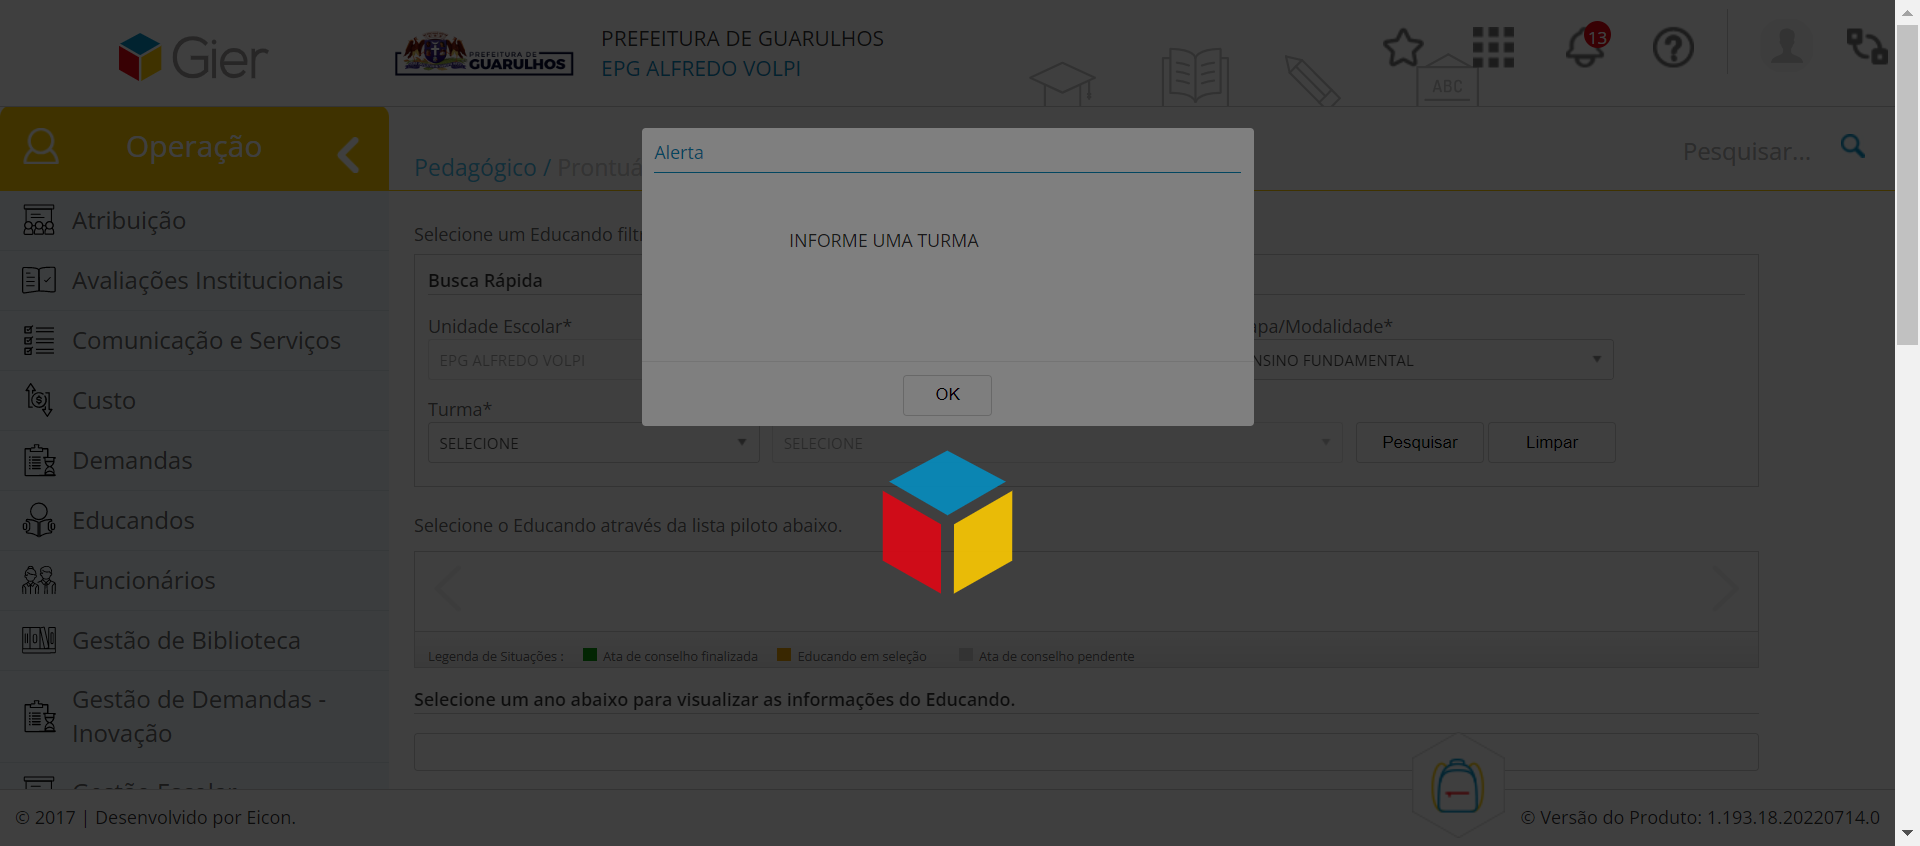 Gier
PREFEITURA DE
GUARULHOS
PREFEITURA DE GUARULHOS
EPG ALFREDO VOLPI
ABC
13
Operação
Pedagógico / Prontuá
Pesquisar...
Alerta
INFORME UMA TURMA
OK
Atribuição
Avaliações Institucionais
Comunicação e Serviços
Custo
Demandas
Educandos
Funcionários
Gestão de Biblioteca
Gestão de Demandas -
Inovação
Gestão Escolar
Selecione um Educando filtr
Busca Rápida
Unidade Escolar*
apa/Modalidade*
EPG ALFREDO VOLPI
NSINO FUNDAMENTAL
Turma*
SELECIONE
SELECIONE
Pesquisar
Limpar
Selecione o Educando através da lista piloto abaixo.
Legenda de Situações :
Ata de conselho finalizada
Educando em seleção
Ata de conselho pendente
Selecione um ano abaixo para visualizar as informações do Educando.
© 2017 | Desenvolvido por Eicon.
© Versão do Produto: 1.193.18.20220714.0